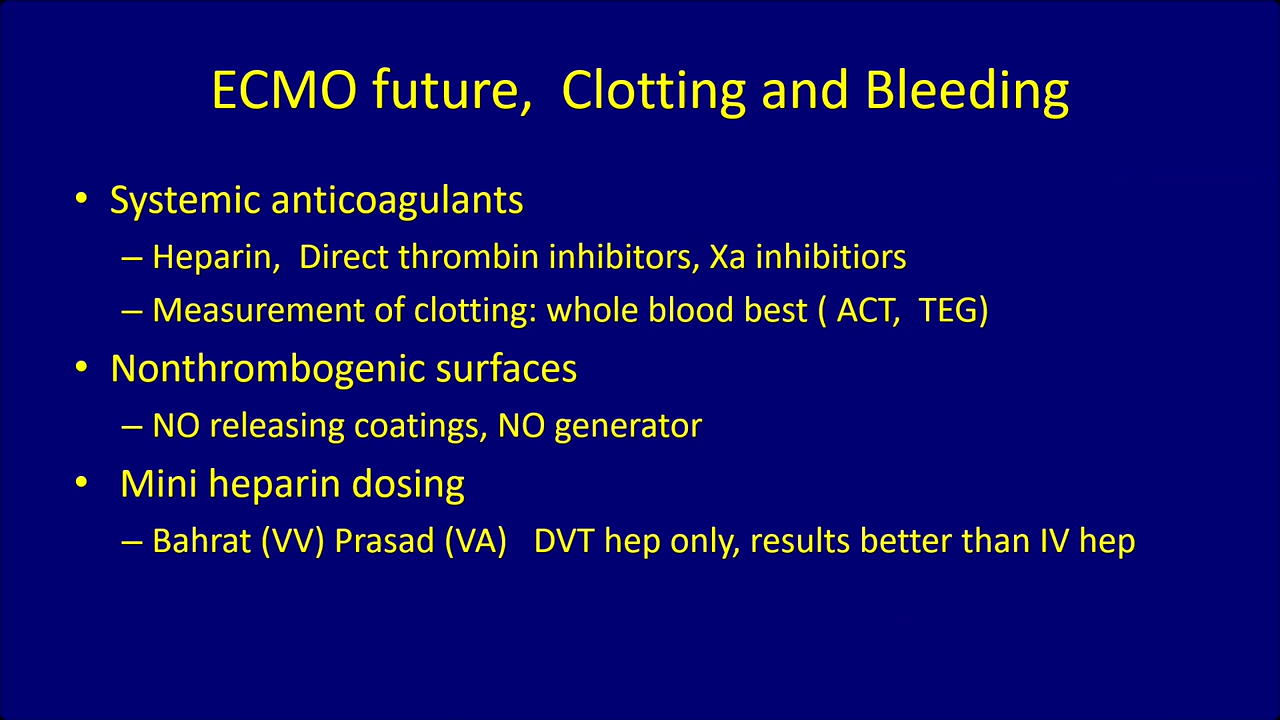 ECMO future,  Clotting and Bleeding
• Systemic anticoagulants
– Heparin,  Direct thrombin inhibitors, Xa inhibitiors
– Measurement of clotting: whole blood best ( ACT,  TEG)
• Nonthrombogenic surfaces
– NO releasing coatings, NO generator
•  Mini heparin dosing
– Bahrat (VV) Prasad (VA)   DVT hep only, results better than IV hep